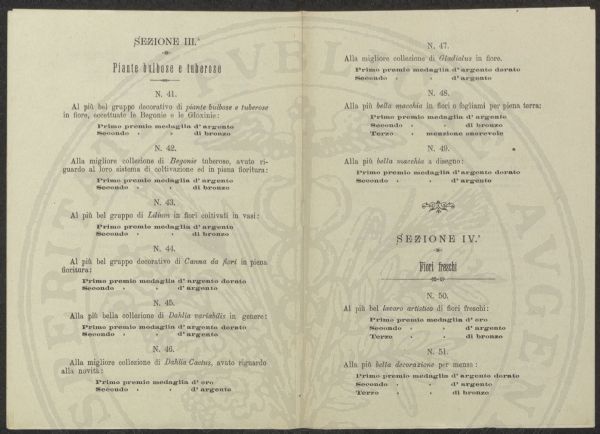 SEZIONE III.ª
Piante bulbose e tuberose
N. 41.
Al più bel gruppo decorativo di piante bulbose e tuberose
in fiore, eccettuate le Begonie e le Gloxinie:
Primo premio medaglia d'argento
Secondo » » di bronzo
N. 42.
Alla migliore collezione di Begonie tuberose, avuto ri-
guardo al loro sistema di coltivazione ed in piena fioritura:
Primo premio medaglia d'argento
Secondo » » di bronzo
N. 43.
Al più bel gruppo di Lilium in fiori coltivati in vasi:
Primo premio medaglia d'argento
Secondo » » di bronzo
N. 44.
Al più bel gruppo decorativo di Canna da fiori in piena
fioritura:
Primo premio medaglia d'argento dorato
Secondo » » d'argento
N. 45.
Alla più bella collezione di Dahlia variabilis in genere:
Primo premio medaglia d'argento dorato
Secondo » » d'argento
N. 46.
Alla migliore collezione di Dahlia Cactus, avuto riguardo
alla novità:
Primo premio medaglia d'oro
Secondo » » d'argento
N. 47.
Alla migliore collezione di Gladiolus in fiore.
Primo premio medaglia d'argento dorato
Secondo » » d'argento
N. 48.
Alla più bella macchia in fiori o fogliami per piena terra:
Primo premio medaglia d'argento
Secondo » » di bronzo
Terzo » menzione onorevole
N. 49.
Alla più bella macchia a disegno:
Primo premio medaglia d'argento dorato
Secondo » » d'argento
SEZIONE IV.ª
Fiori freschi
N. 50.
Al più bel lavoro artistico di fiori freschi:
Primo premio medaglia d'oro
Secondo » » d'argento
Terzo » » di bronzo
N. 51.
Alla più bella decorazione per mensa:
Primo premio medaglia d'argento dorato
Secondo » » d'argento
Terzo » » di bronzo